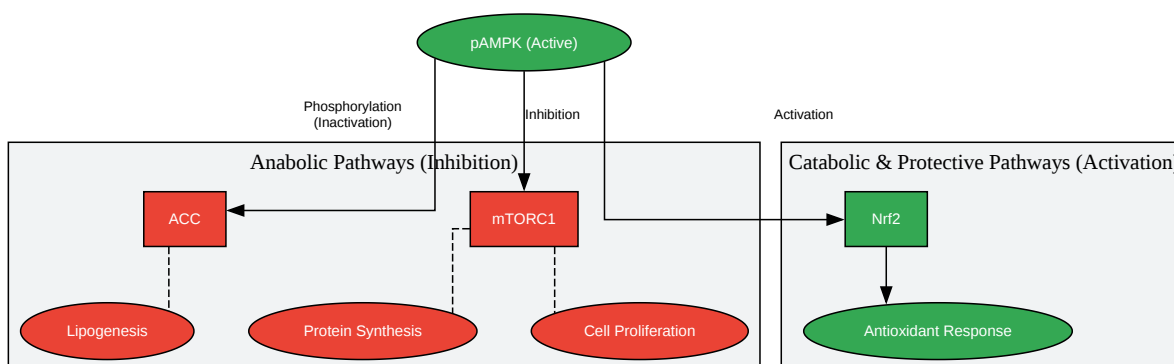 pAMPK (Active)
Phosphorylation
(Inactivation)
Inhibition
Activation
Anabolic Pathways (Inhibition)
Catabolic & Protective Pathways (Activation)
ACC
mTORC1
Nrf2
Lipogenesis
Protein Synthesis
Cell Proliferation
Antioxidant Response